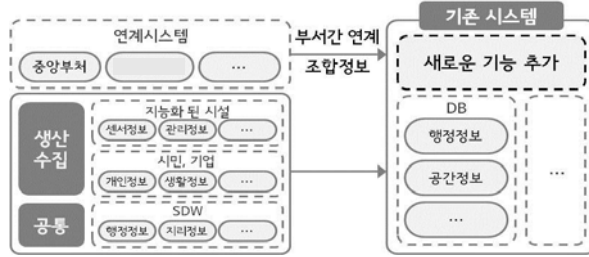 연계시스템
중앙부처
...
부서간 연계
조합정보
기존 시스템
새로운 기능 추가
DB
행정정보
공간정보
...
...
생산
수집
지능화 된 시설
센서정보 관리정보 ...
시민, 기업
개인정보 생활정보 ...
공통
SDW
행정정보 지리정보 ...